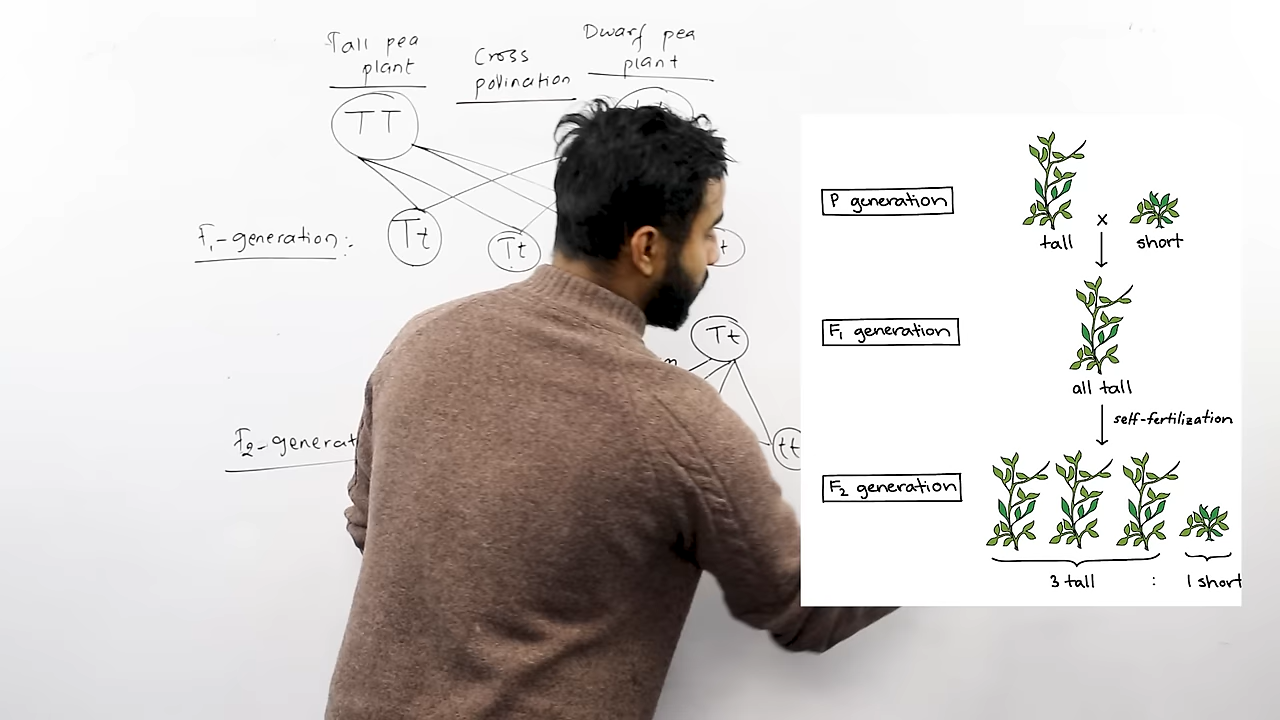 Tall pea
plant
Cross
pollination
Dwarf pea
plant
TT
F1-generation:
Tt
Tt
t
Tt
F2-generat
tt
P generation
tall
x
short
F1 generation
all tall
self-fertilization
F2 generation
3 tall : 1 short